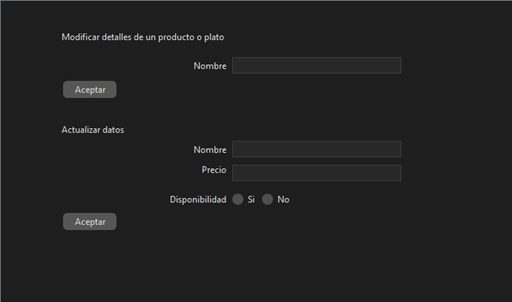 Modificar detalles de un producto o plato
Nombre
Aceptar
Actualizar datos
Nombre
Precio
Disponibilidad Si No
Aceptar